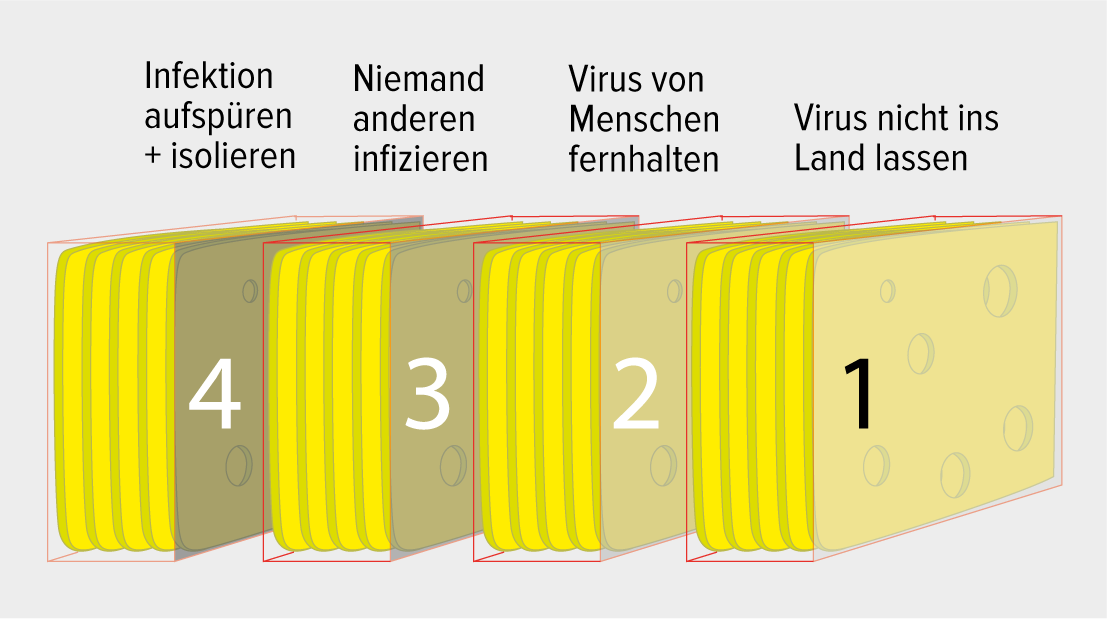 Infektion
aufspüren
+ isolieren
Niemand
anderen
infizieren
Virus von
Menschen
fernhalten
Virus nicht ins
Land lassen
4
3
2
1